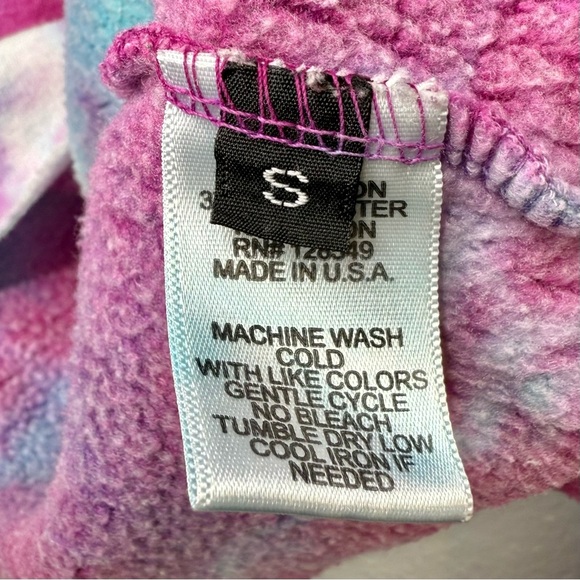 S
RN# 128349
MADE IN U.S.A.
MACHINE WASH
COLD
WITH LIKE COLORS
GENTLE CYCLE
NO BLEACH
TUMBLE DRY LOW
COOL IRON IF
NEEDED